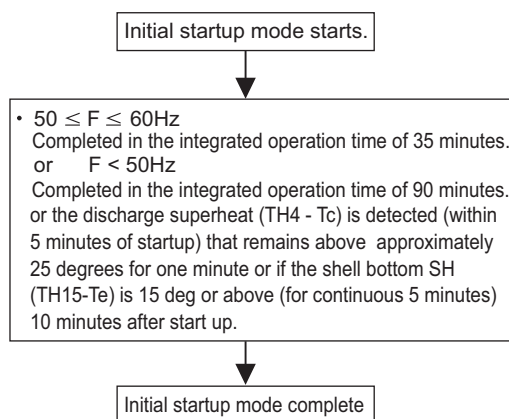 Initial startup mode starts.
・ 50 ≤ F ≤ 60Hz
Completed in the integrated operation time of 35 minutes.
or F < 50Hz
Completed in the integrated operation time of 90 minutes.
or the discharge superheat (TH4 - Tc) is detected (within
5 minutes of startup) that remains above approximately
25 degrees for one minute or if the shell bottom SH
(TH15-Te) is 15 deg or above (for continuous 5 minutes)
10 minutes after start up.
Initial startup mode complete